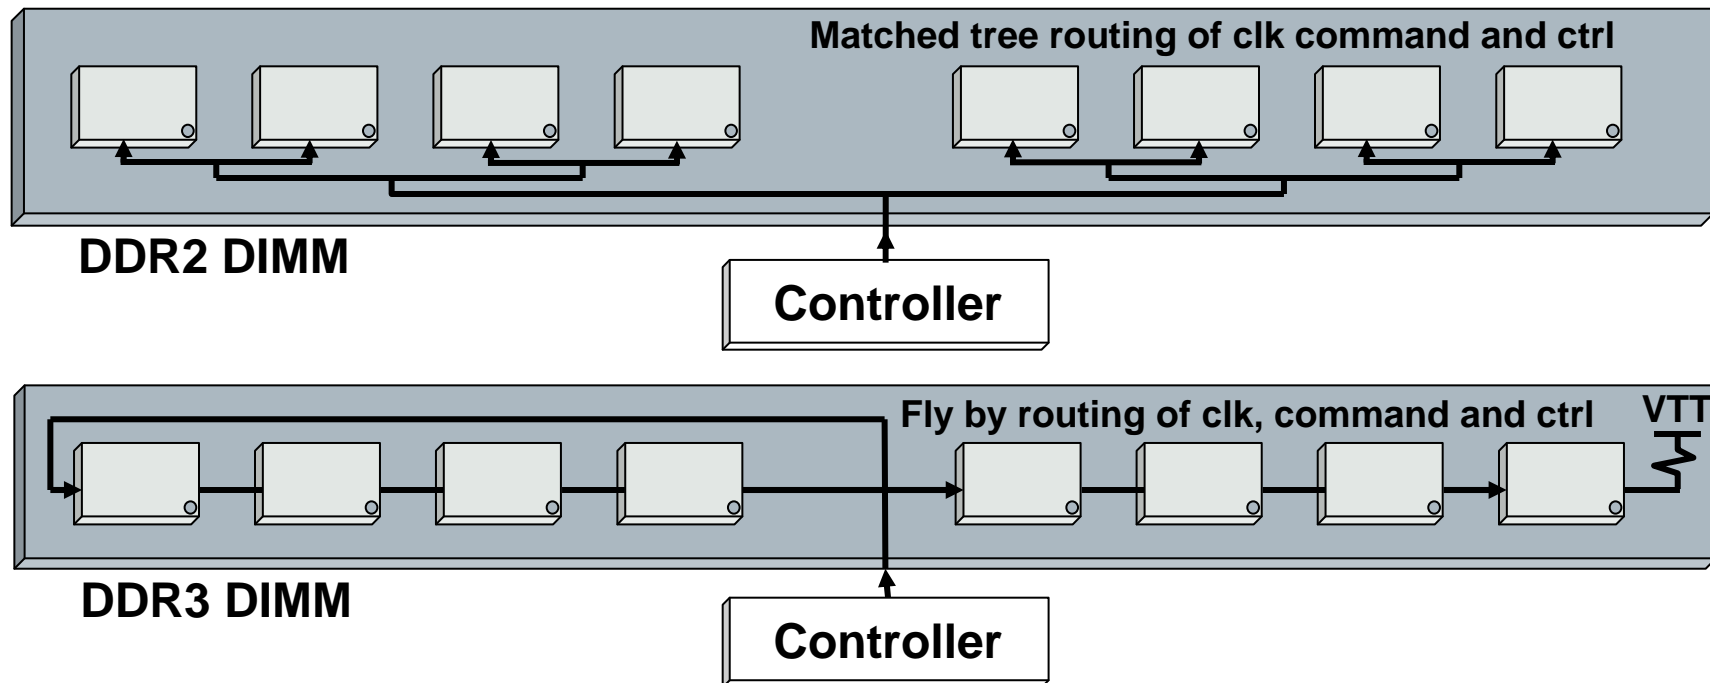 Matched tree routing of clk command and ctrl
DDR2 DIMM
Controller
Fly by routing of clk, command and ctrl
VTT
DDR3 DIMM
Controller